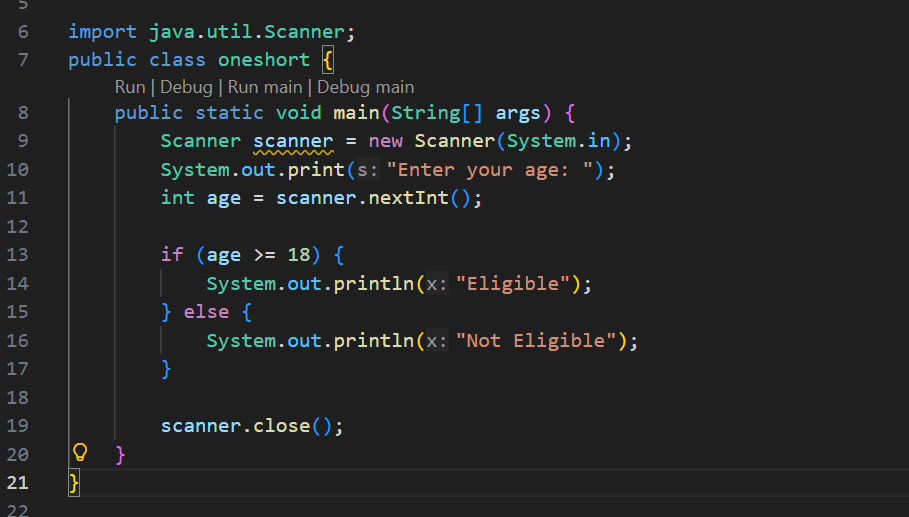 5
6 import java.util.Scanner;
7 public class oneshort {
Run | Debug | Run main | Debug main
8 public static void main(String[] args) {
9 Scanner scanner = new Scanner(System.in);
10 System.out.print(s: "Enter your age: ");
11 int age = scanner.nextInt();
12
13 if (age >= 18) {
14 System.out.println(x: "Eligible");
15 } else {
16 System.out.println(x: "Not Eligible");
17 }
18
19 scanner.close();
20 }
21 }
22